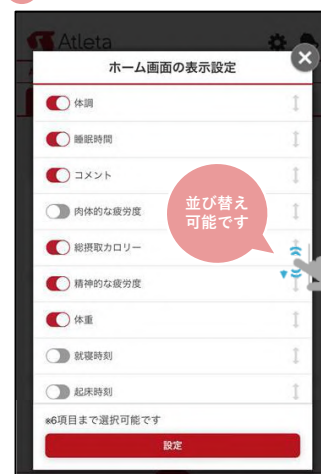 Atleta
ホーム画面の表示設定
体調
睡眠時間
コメント
肉体的な疲労度
並び替え
可能です
総摂取カロリー
精神的な疲労度
体重
就寝時刻
起床時刻
※6項目まで選択可能です
設定